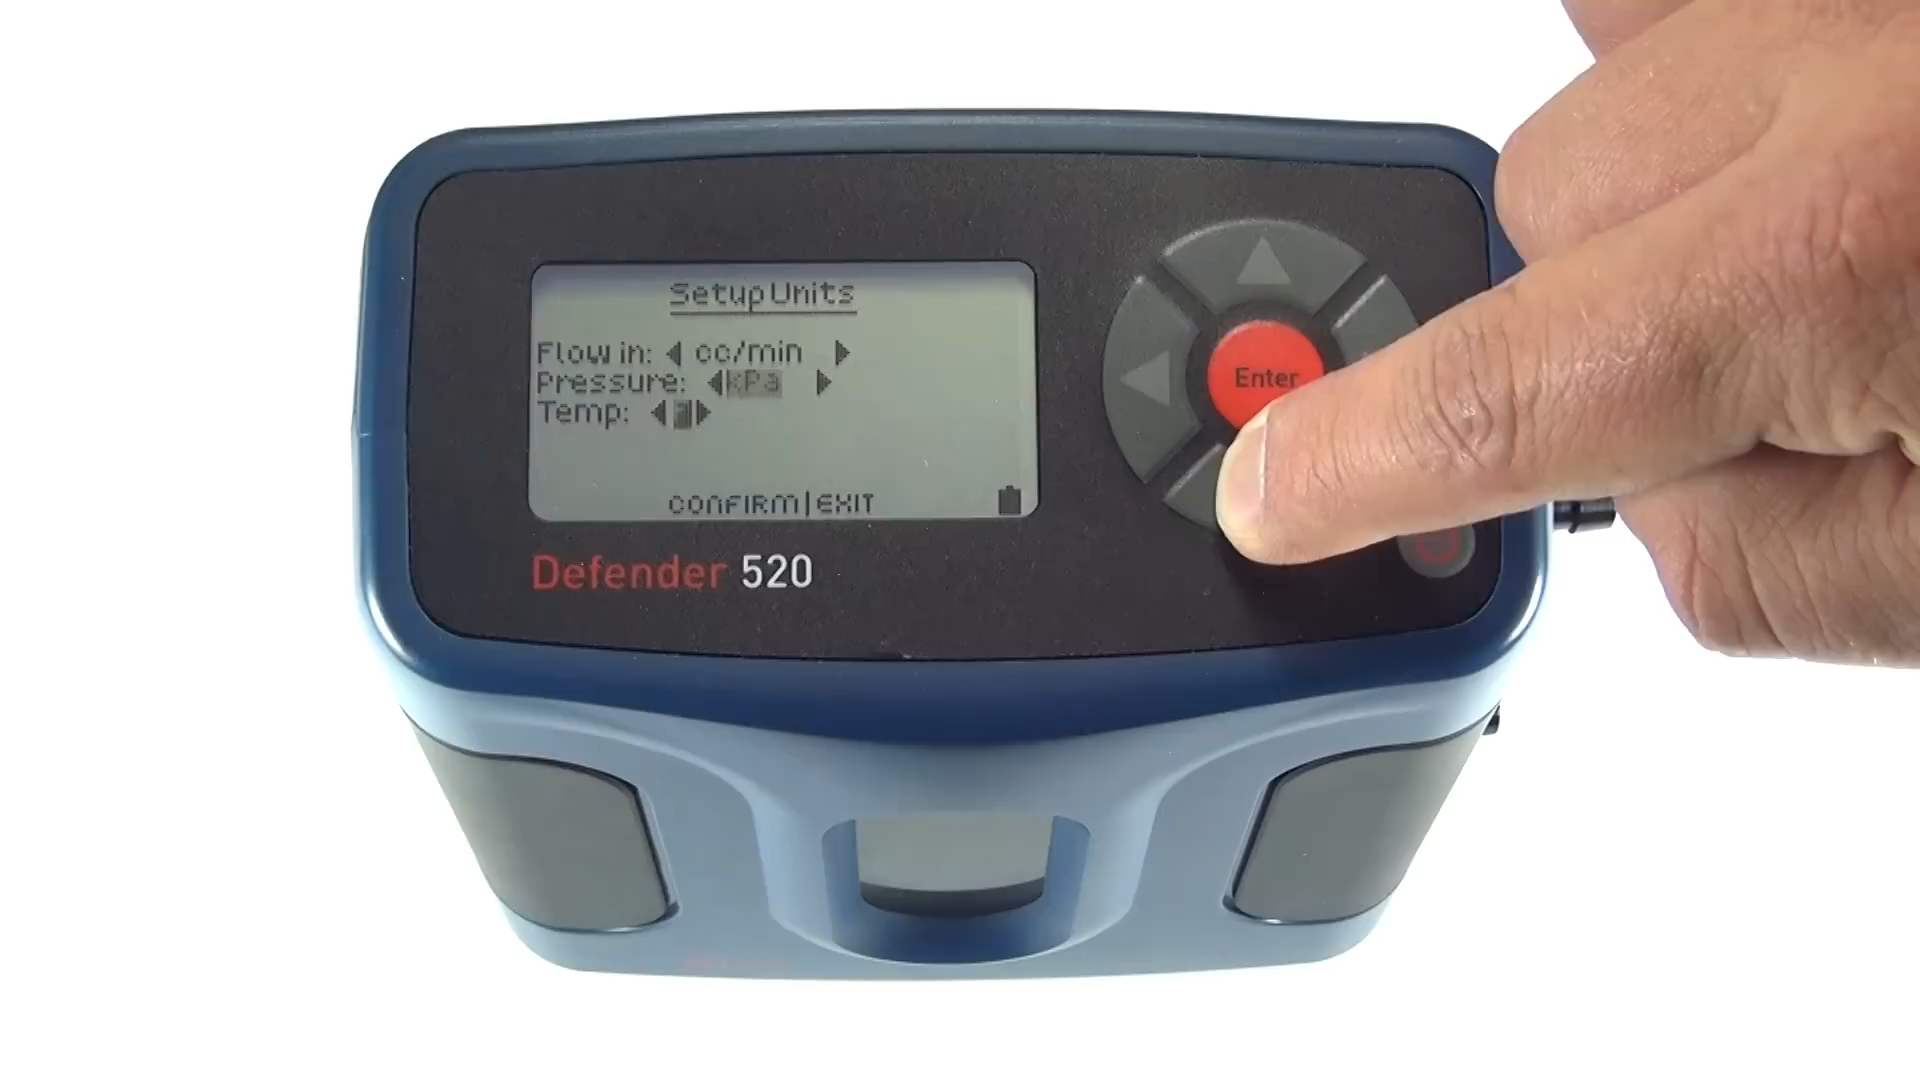 Setup Units
Flow in: ◀ cc/min ▶
Pressure: ◀ kPa ▶
Temp: ◀ ▶
CONFIRM|EXIT
Enter
Defender 520